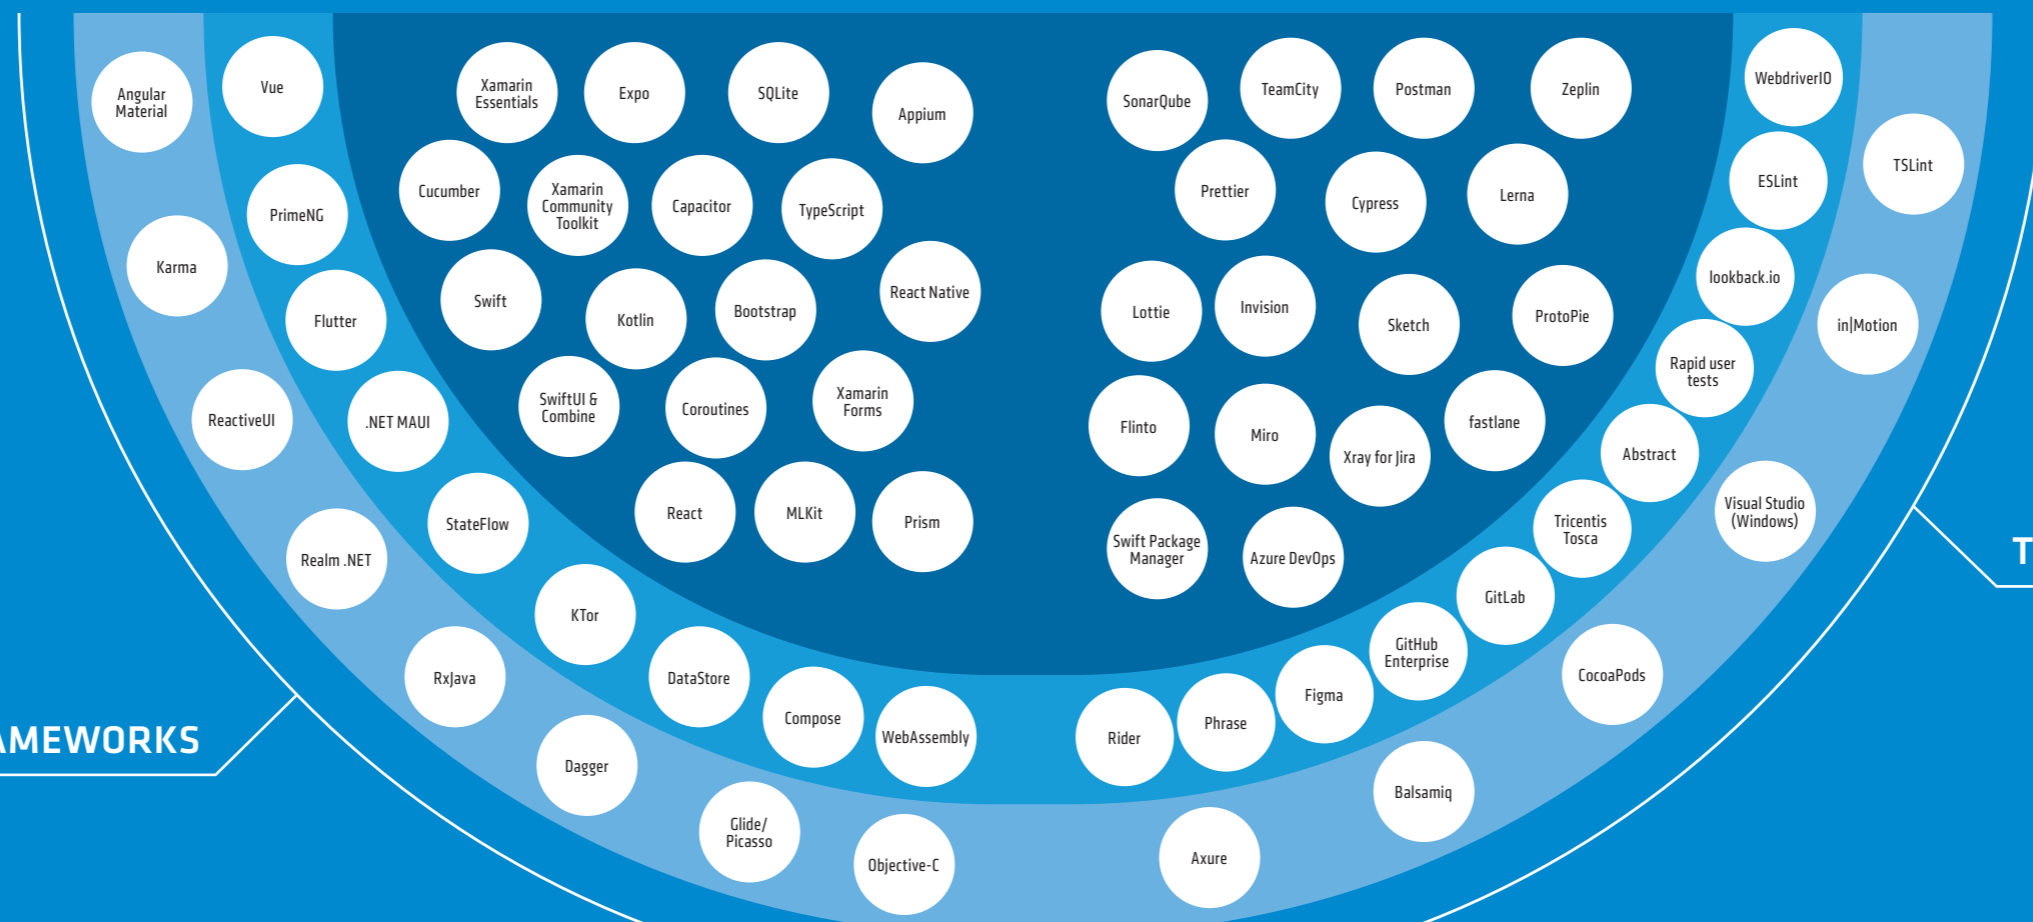 Angular
Material
Vue
Xamarin
Essentials
Expo
SQLite
Appium
Cucumber
Xamarin
Community
Toolkit
Capacitor
TypeScript
PrimeNG
Karma
Swift
Kotlin
Bootstrap
React Native
Flutter
SwiftUI &
Combine
Coroutines
Xamarin
Forms
ReactiveUI
.NET MAUI
React
MLKit
Prism
StateFlow
Realm .NET
KTor
RxJava
DataStore
Compose
WebAssembly
Dagger
Glide/
Picasso
Objective-C
AMEWORKS
SonarQube
TeamCity
Postman
Zeplin
WebdriverIO
Prettier
Cypress
Lerna
ESLint
TSLint
Lottie
Invision
Sketch
ProtoPie
lookback.io
in|Motion
Rapid user
tests
Flinto
Miro
Xray for Jira
fastlane
Abstract
Visual Studio
(Windows)
Swift Package
Manager
Azure DevOps
Tricentis
Tosca
GitLab
GitHub
Enterprise
Figma
Phrase
Rider
CocoaPods
Balsamiq
Axure
T